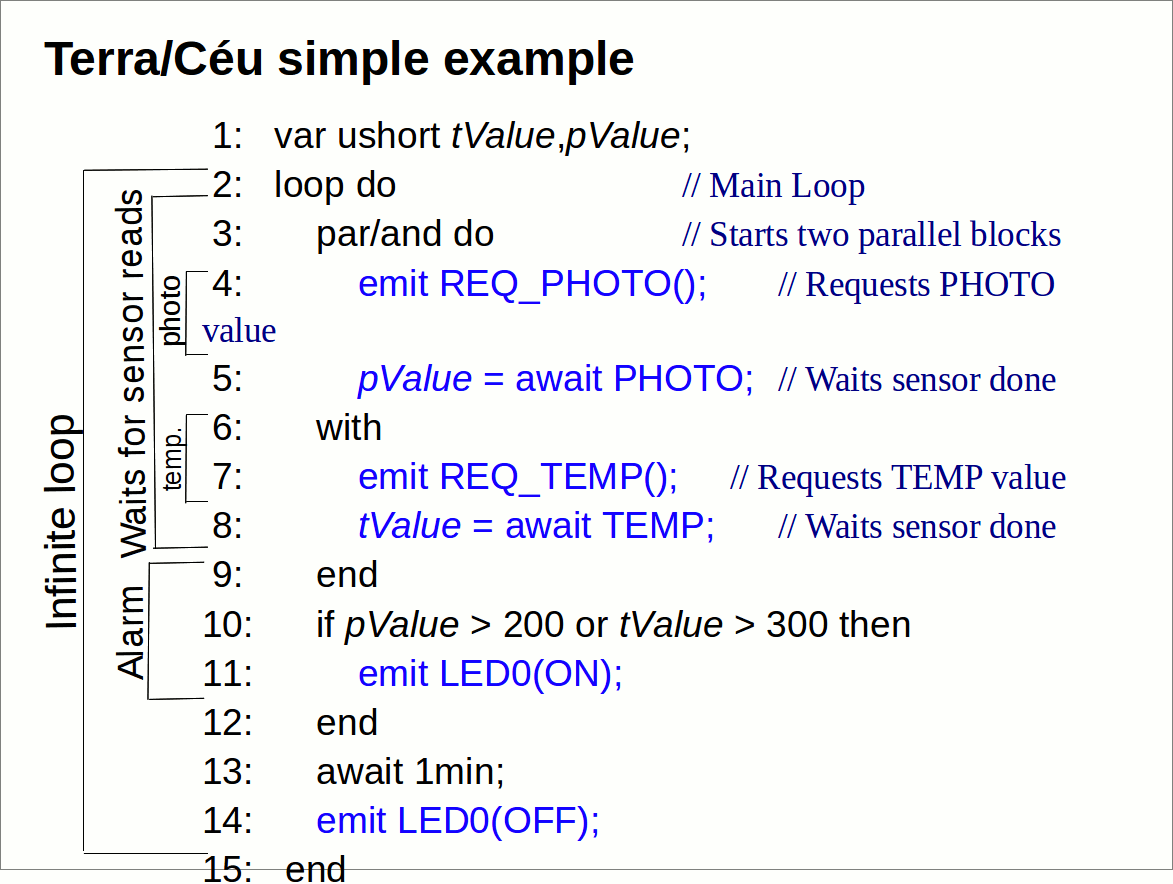 Terra/Céu simple example
1: var ushort tValue,pValue;
2: loop do // Main Loop
3: par/and do // Starts two parallel blocks
4: emit REQ_PHOTO(); // Requests PHOTO
value
5: pValue = await PHOTO; // Waits sensor done
6: with
7: emit REQ_TEMP(); // Requests TEMP value
8: tValue = await TEMP; // Waits sensor done
9: end
10: if pValue > 200 or tValue > 300 then
11: emit LED0(ON);
12: end
13: await 1min;
14: emit LED0(OFF);
15: end
Infinite loop
Waits for sensor reads
photo
temp.
Alarm